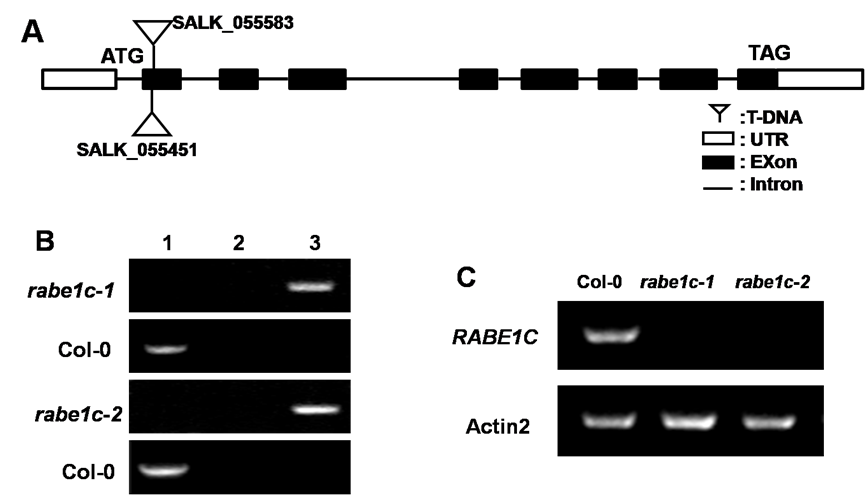 A
SALK_055583
ATG
TAG
SALK_055451
:T-DNA
: UTR
: EXon
: Intron
B
1 2 3
rabe1c-1
Col-0
rabe1c-2
Col-0
C
Col-0 rabe1c-1 rabe1c-2
RABE1C
Actin2